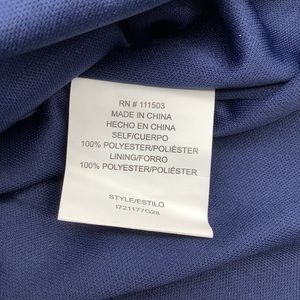 RN # 111503
MADE IN CHINA
HECHO EN CHINA
SELF/CUERPO
100% POLYESTER/POLIÉSTER
LINING/FORRO
100% POLYESTER/POLIÉSTER
STYLE/ESTILO
I721177G28